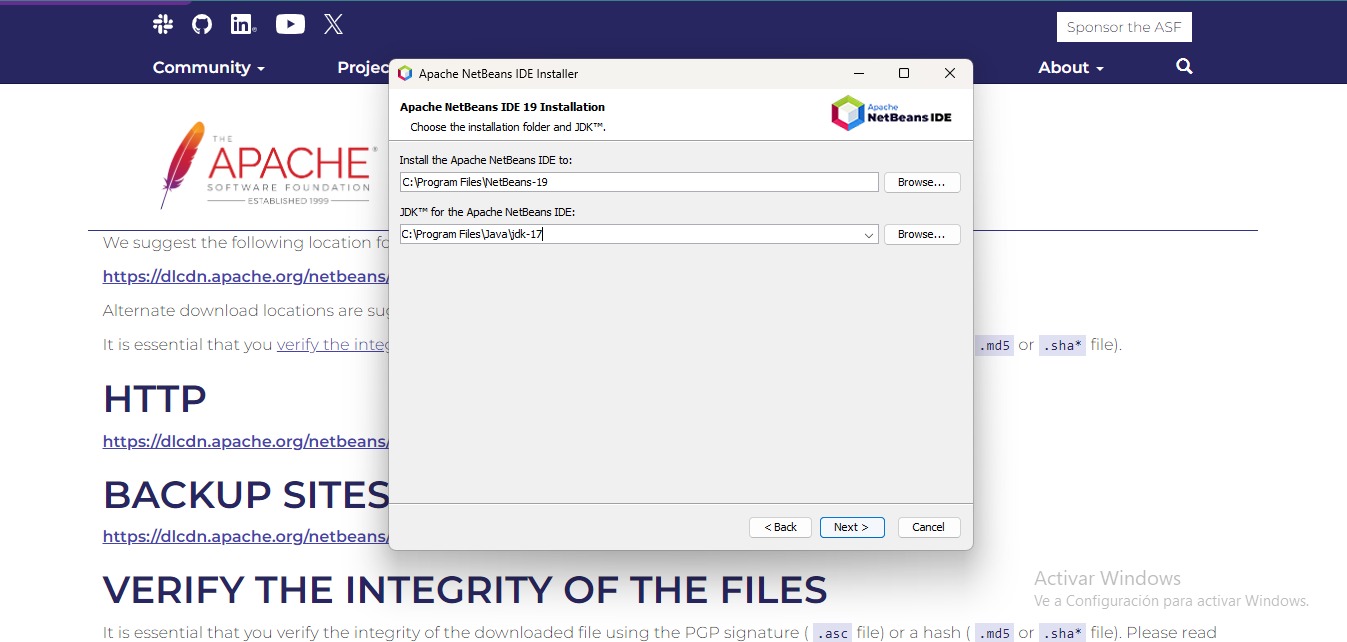 Sponsor the ASF
Community
Projec
About
THE
APACHE®
SOFTWARE FOUNDATION
ESTABLISHED 1999
Apache NetBeans IDE Installer
Apache NetBeans IDE 19 Installation
Choose the installation folder and JDK™.
Apache
NetBeans IDE
Install the Apache NetBeans IDE to:
C:\Program Files\NetBeans-19
Browse...
JDK™ for the Apache NetBeans IDE:
C:\Program Files\Java\jdk-17
Browse...
< Back
Next >
Cancel
We suggest the following location fo
https://dlcdn.apache.org/netbeans/
Alternate download locations are sug
It is essential that you verify the integ .md5 or .sha* file).
HTTP
https://dlcdn.apache.org/netbeans/
BACKUP SITES
https://dlcdn.apache.org/netbeans/
VERIFY THE INTEGRITY OF THE FILES
It is essential that you verify the integrity of the downloaded file using the PGP signature ( .asc file) or a hash ( .md5 or .sha* file). Please read
Activar Windows
Ve a Configuración para activar Windows.